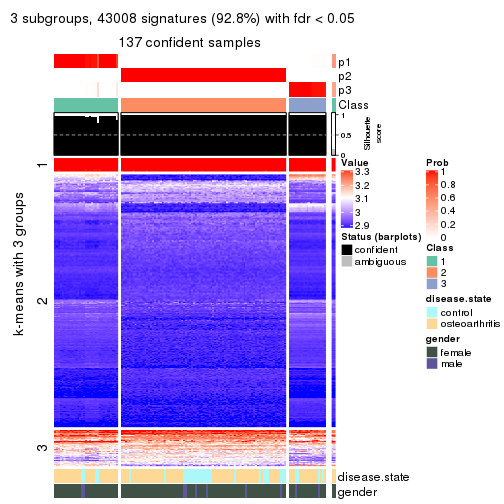 3 subgroups, 43008 signatures (92.8%) with fdr < 0.05
137 confident samples
p1
p2
p3
Class
1
0.5
0
Silhouette
score
k-means with 3 groups
1
2
3
disease.state
gender
Value
3.3
3.2
3.1
3
2.9
Status (barplots)
confident
ambiguous
Prob
1
0.8
0.6
0.4
0.2
0
Class
1
2
3
disease.state
control
osteoarthritis
gender
female
male